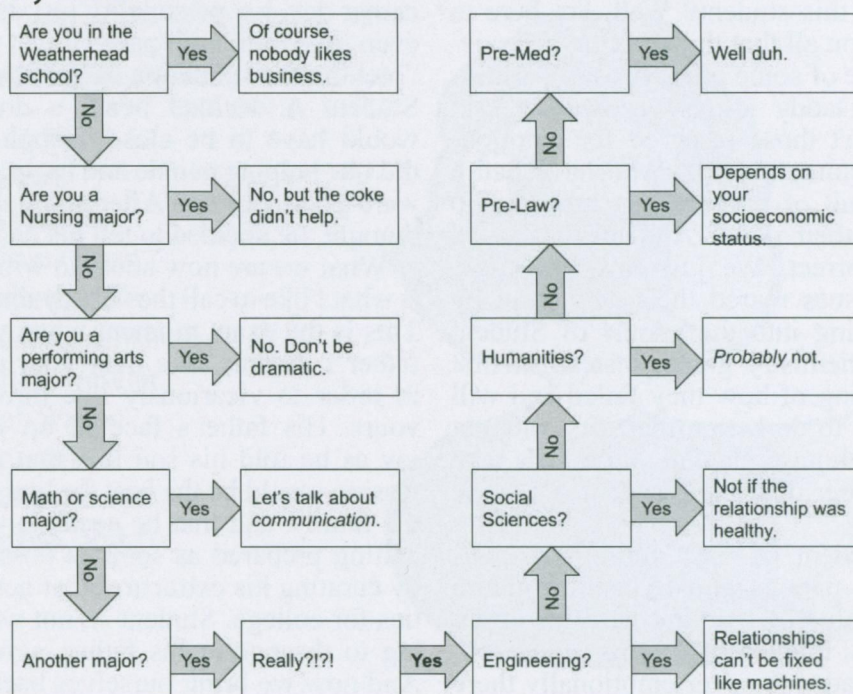 Are you in the
Weatherhead
school?
Yes
Of course,
nobody likes
business.
No
Are you a
Nursing major?
Yes
No, but the coke
didn't help.
No
Are you a
performing arts
major?
Yes
No. Don't be
dramatic.
No
Math or science
major?
Yes
Let's talk about
communication.
No
Another major?
Yes
Really?!?!
Yes
Engineering?
Yes
Relationships
can't be fixed
like machines.
No
Social
Sciences?
Yes
Not if the
relationship was
healthy.
No
Humanities?
Yes
Probably not.
No
Pre-Law?
Yes
Depends on
your
socioeconomic
status.
No
Pre-Med?
Yes
Well dun.